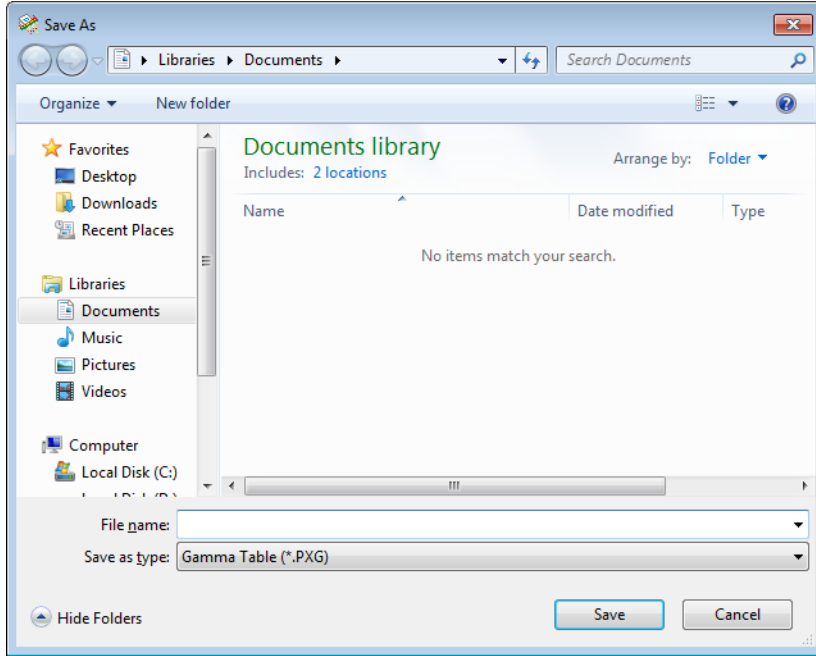 Save As
Libraries Documents Search Documents
Organize New folder
Favorites
Desktop
Downloads
Recent Places
Libraries
Documents
Music
Pictures
Videos
Computer
Local Disk (C:)
Documents library
Includes: 2 locations
Arrange by: Folder
Name Date modified Type
No items match your search.
File name:
Save as type: Gamma Table (*.PXG)
Hide Folders Save Cancel